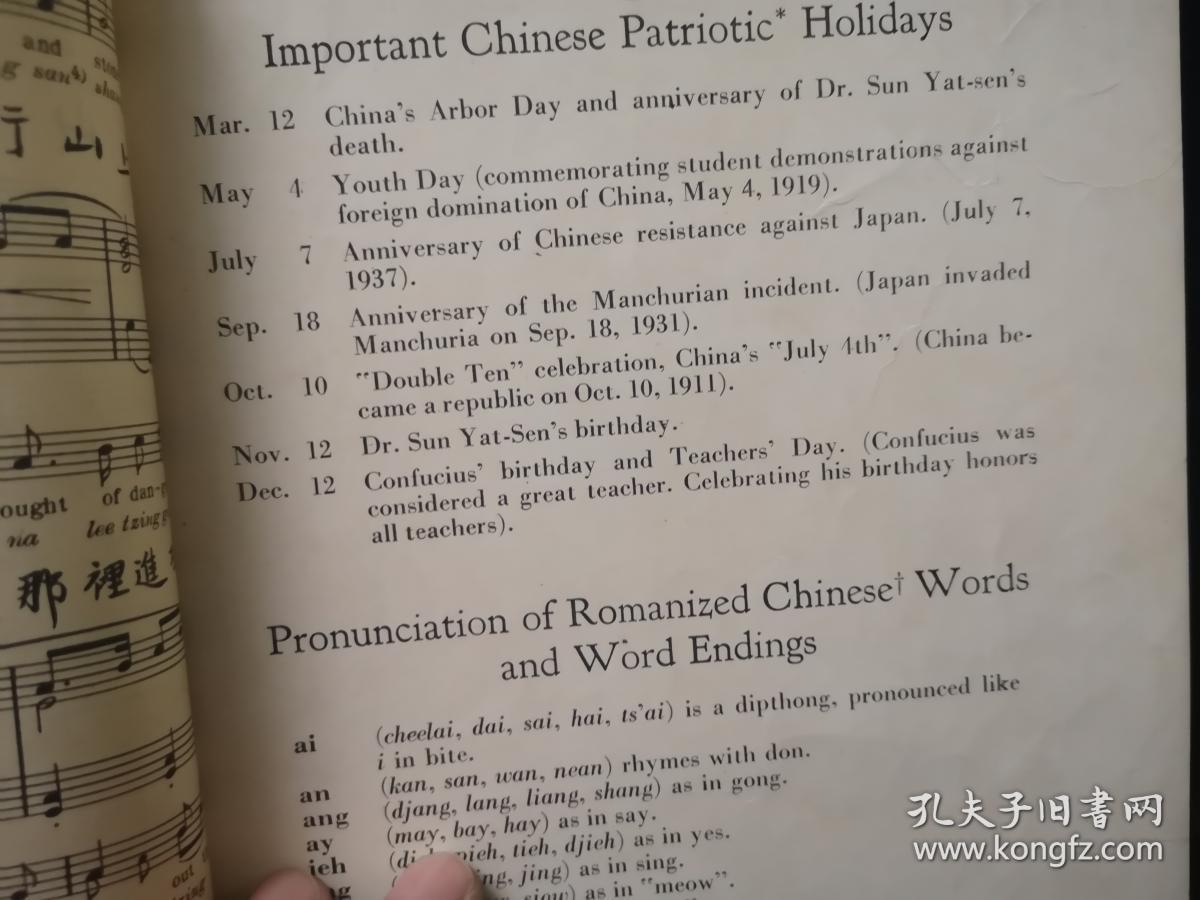 and
g san4)
行 山 上
ought of dan-g
na lee tzing
那 裡 進
out
Important Chinese Patriotic* Holidays
Mar. 12 China's Arbor Day and anniversary of Dr. Sun Yat-sen's
death.
May 4 Youth Day (commemorating student demonstrations against
foreign domination of China, May 4, 1919).
July 7 Anniversary of Chinese resistance against Japan. (July 7,
1937).
Sep. 18 Anniversary of the Manchurian incident. (Japan invaded
Manchuria on Sep. 18, 1931).
Oct. 10 "Double Ten" celebration, China's "July 4th". (China be-
came a republic on Oct. 10, 1911).
Nov. 12 Dr. Sun Yat-Sen's birthday.
Dec. 12 Confucius' birthday and Teachers' Day. (Confucius was
considered a great teacher. Celebrating his birthday honors
all teachers).
Pronunciation of Romanized Chinese† Words
and Word Endings
ai (cheelai, dai, sai, hai, ts'ai) is a dipthong, pronounced like
i in bite.
an (kan, san, wan, nean) rhymes with don.
ang (djang, lang, liang, shang) as in gong.
ay (may, bay, hay) as in say.
ieh tieh, djieh) as in yes.
jing) as in sing.
as in "meow".
孔夫子旧書网
www.kongfz.com